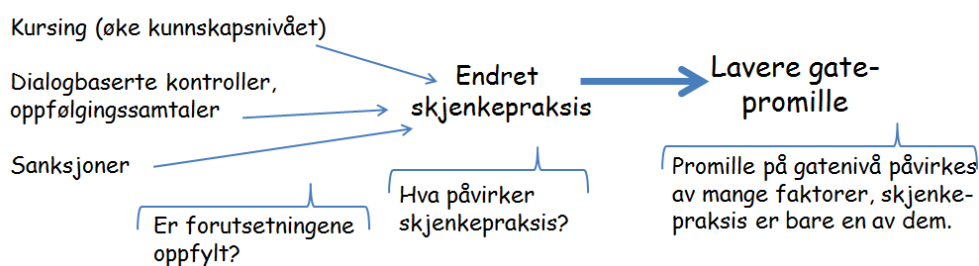 Kursing (øke kunnskapsnivået)
Dialogbaserte kontroller,
oppfølgingssamtaler
Sanksjoner
Endret
skjenkepraksis
Lavere gate-
promille
Er forutsetningene
oppfylt?
Hva påvirker
skjenkepraksis?
Promille på gatenivå påvirkes
av mange faktorer, skjenke-
praksis er bare en av dem.